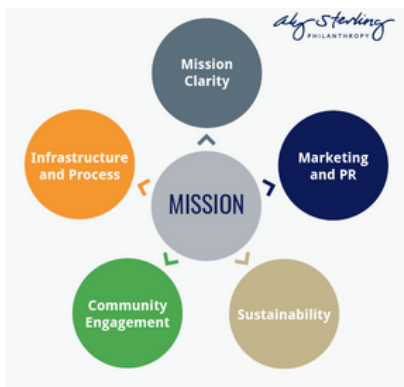 aly sterling
PHILANTHROPY
Mission
Clarity
Infrastructure
and Process
Marketing
and PR
MISSION
Community
Engagement
Sustainability